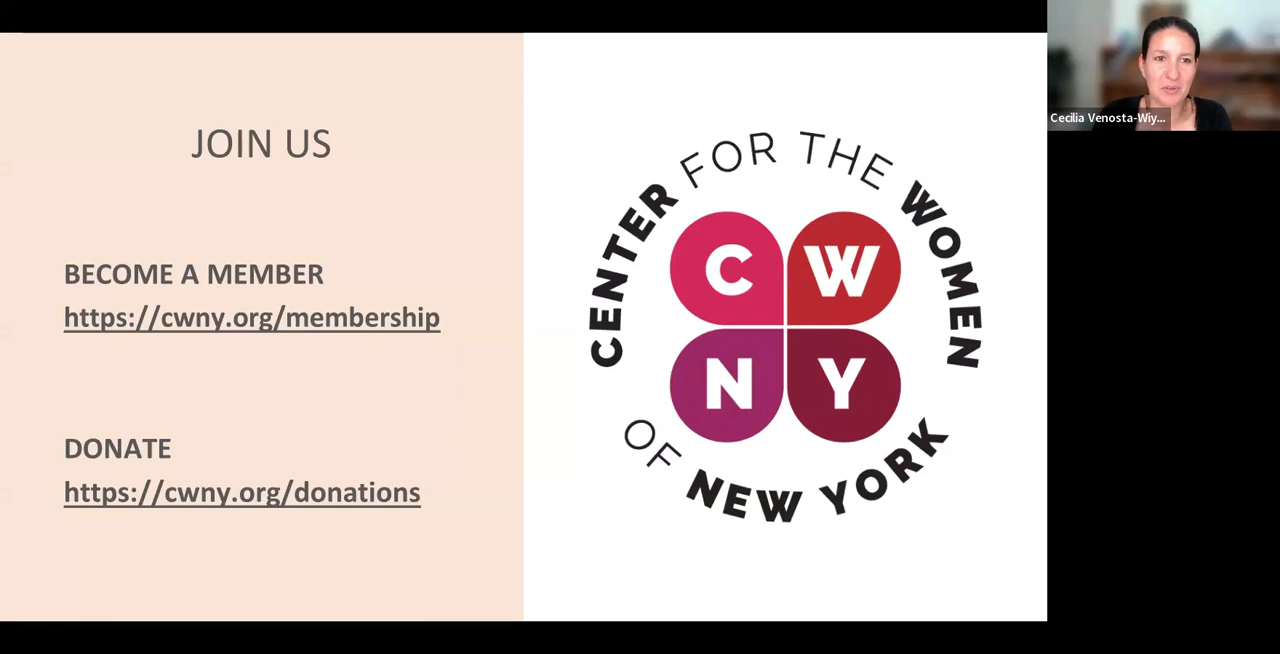 JOIN US
BECOME A MEMBER
https://cwny.org/membership
DONATE
https://cwny.org/donations
CENTER FOR THE WOMEN
OF NEW YORK
C W
N Y
Cecilia Venosta-Wiy...